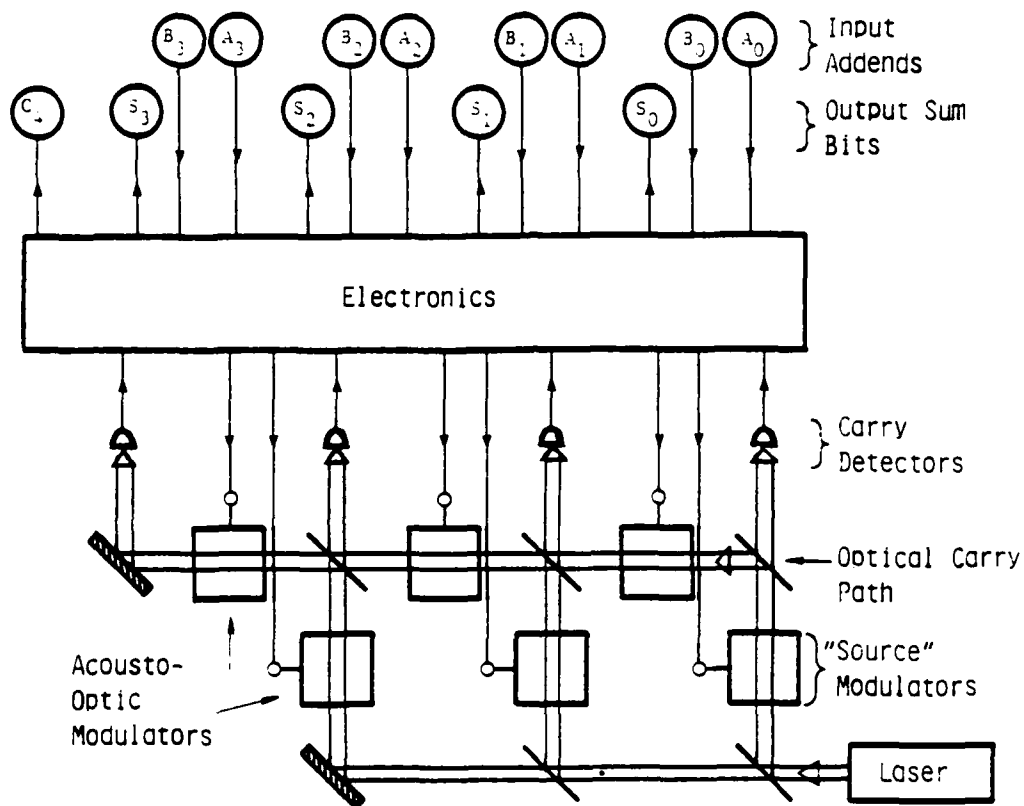 B3 A3 B2 A2 B1 A1 B0 A0
Input
Addends
C4 S3 S2 S1 S0
Output Sum
Bits
Electronics
Carry
Detectors
Optical Carry
Path
"Source"
Modulators
Acousto-
Optic
Modulators
Laser